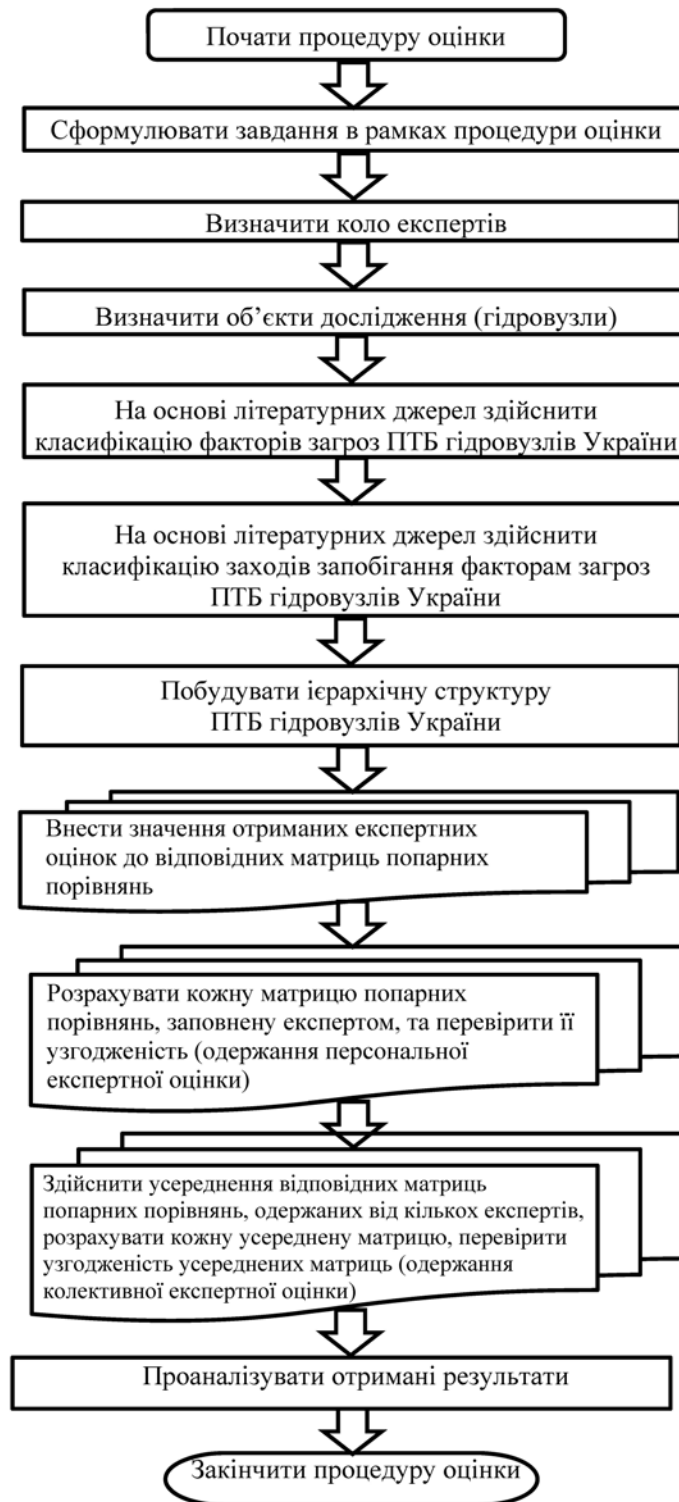 Почати процедуру оцінки
Сформулювати завдання в рамках процедури оцінки
Визначити коло експертів
Визначити об’єкти дослідження (гідровузли)
На основі літературних джерел здійснити
класифікацію факторів загроз ПТБ гідровузлів України
На основі літературних джерел здійснити
класифікацію заходів запобігання факторам загроз
ПТБ гідровузлів України
Побудувати ієрархічну структуру
ПТБ гідровузлів України
Внести значення отриманих експертних
оцінок до відповідних матриць попарних
порівнянь
Розрахувати кожну матрицю попарних
порівнянь, заповнену експертом, та перевірити її
узгодженість (одержання персональної
експертної оцінки)
Здійснити усереднення відповідних матриць
попарних порівнянь, одержаних від кількох експертів,
розрахувати кожну усереднену матрицю, перевірити
узгодженість усереднених матриць (одержання
колективної експертної оцінки)
Проаналізувати отримані результати
Закінчити процедуру оцінки